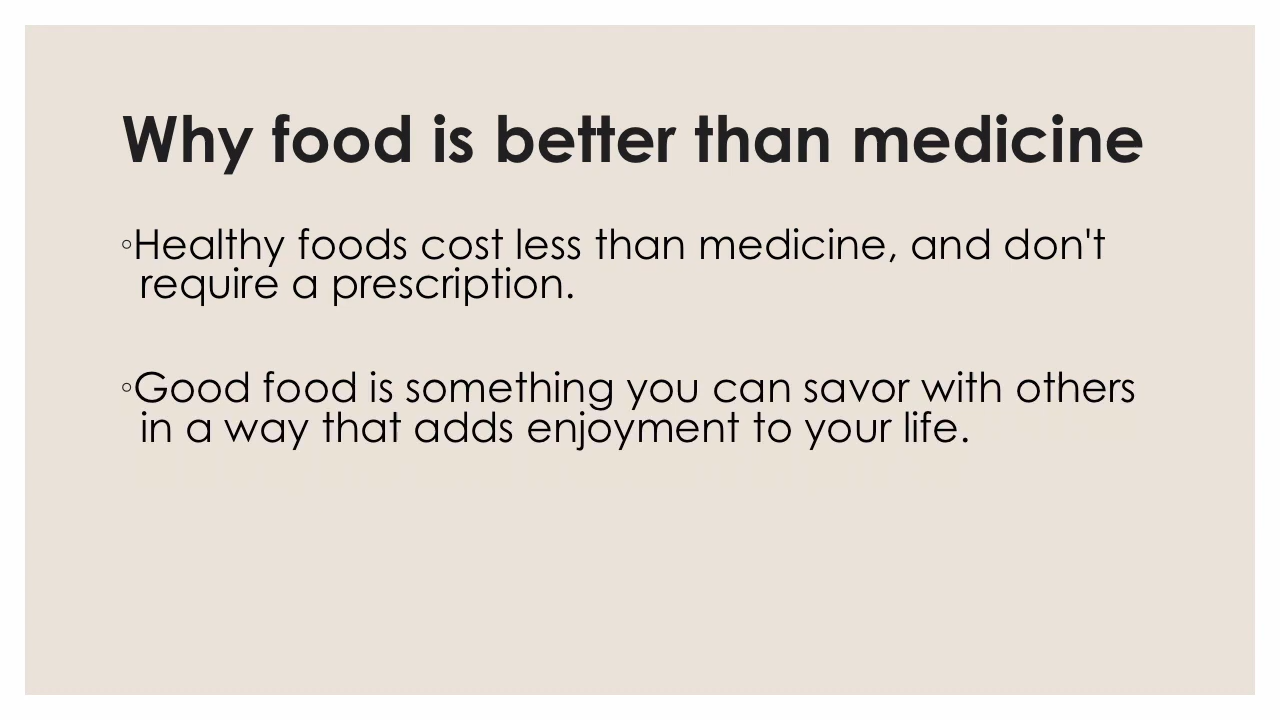 Why food is better than medicine
◦Healthy foods cost less than medicine, and don't
require a prescription.
◦Good food is something you can savor with others
in a way that adds enjoyment to your life.